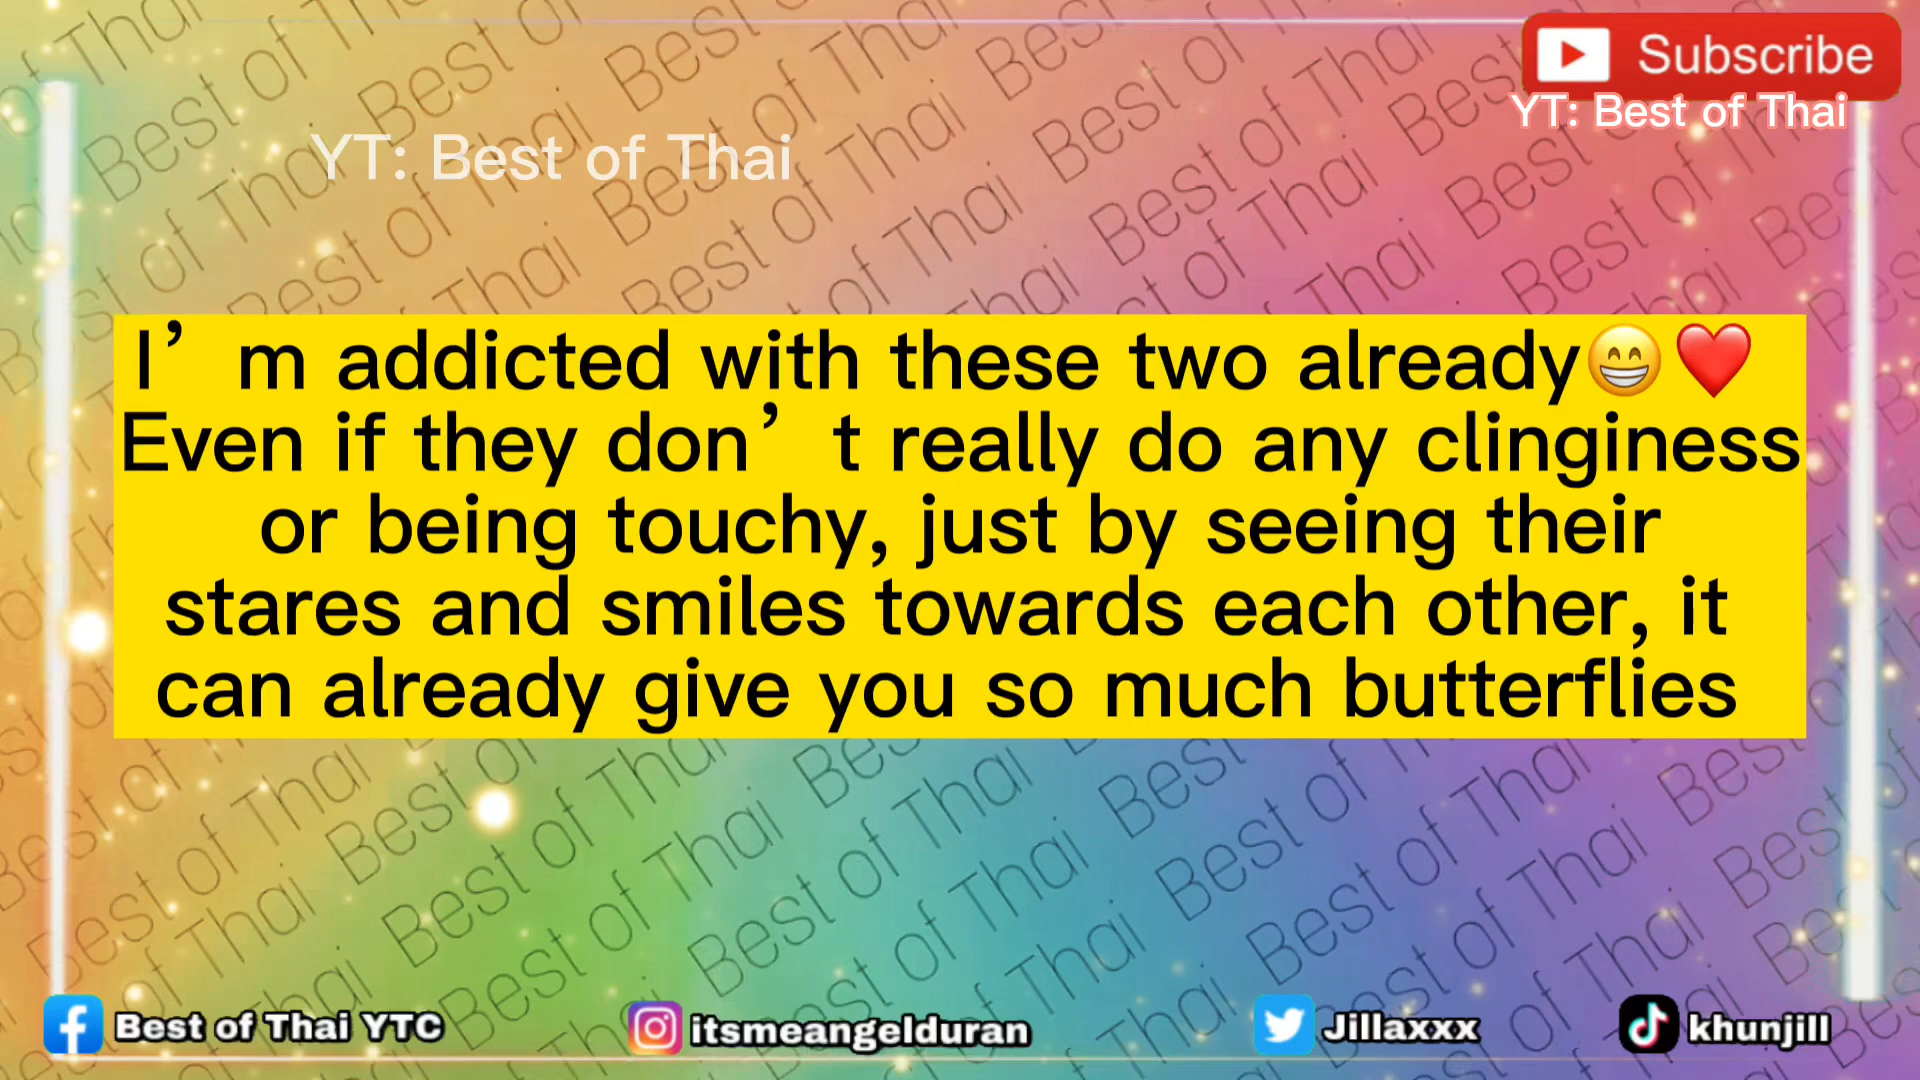 Subscribe
YT: Best of Thai
YT: Best of Thai
I’m addicted with these two already😁❤️
Even if they don’t really do any clinginess
or being touchy, just by seeing their
stares and smiles towards each other, it
can already give you so much butterflies
Best of Thai YTC
itsmeangelduran
Jillaxxx
khunjill